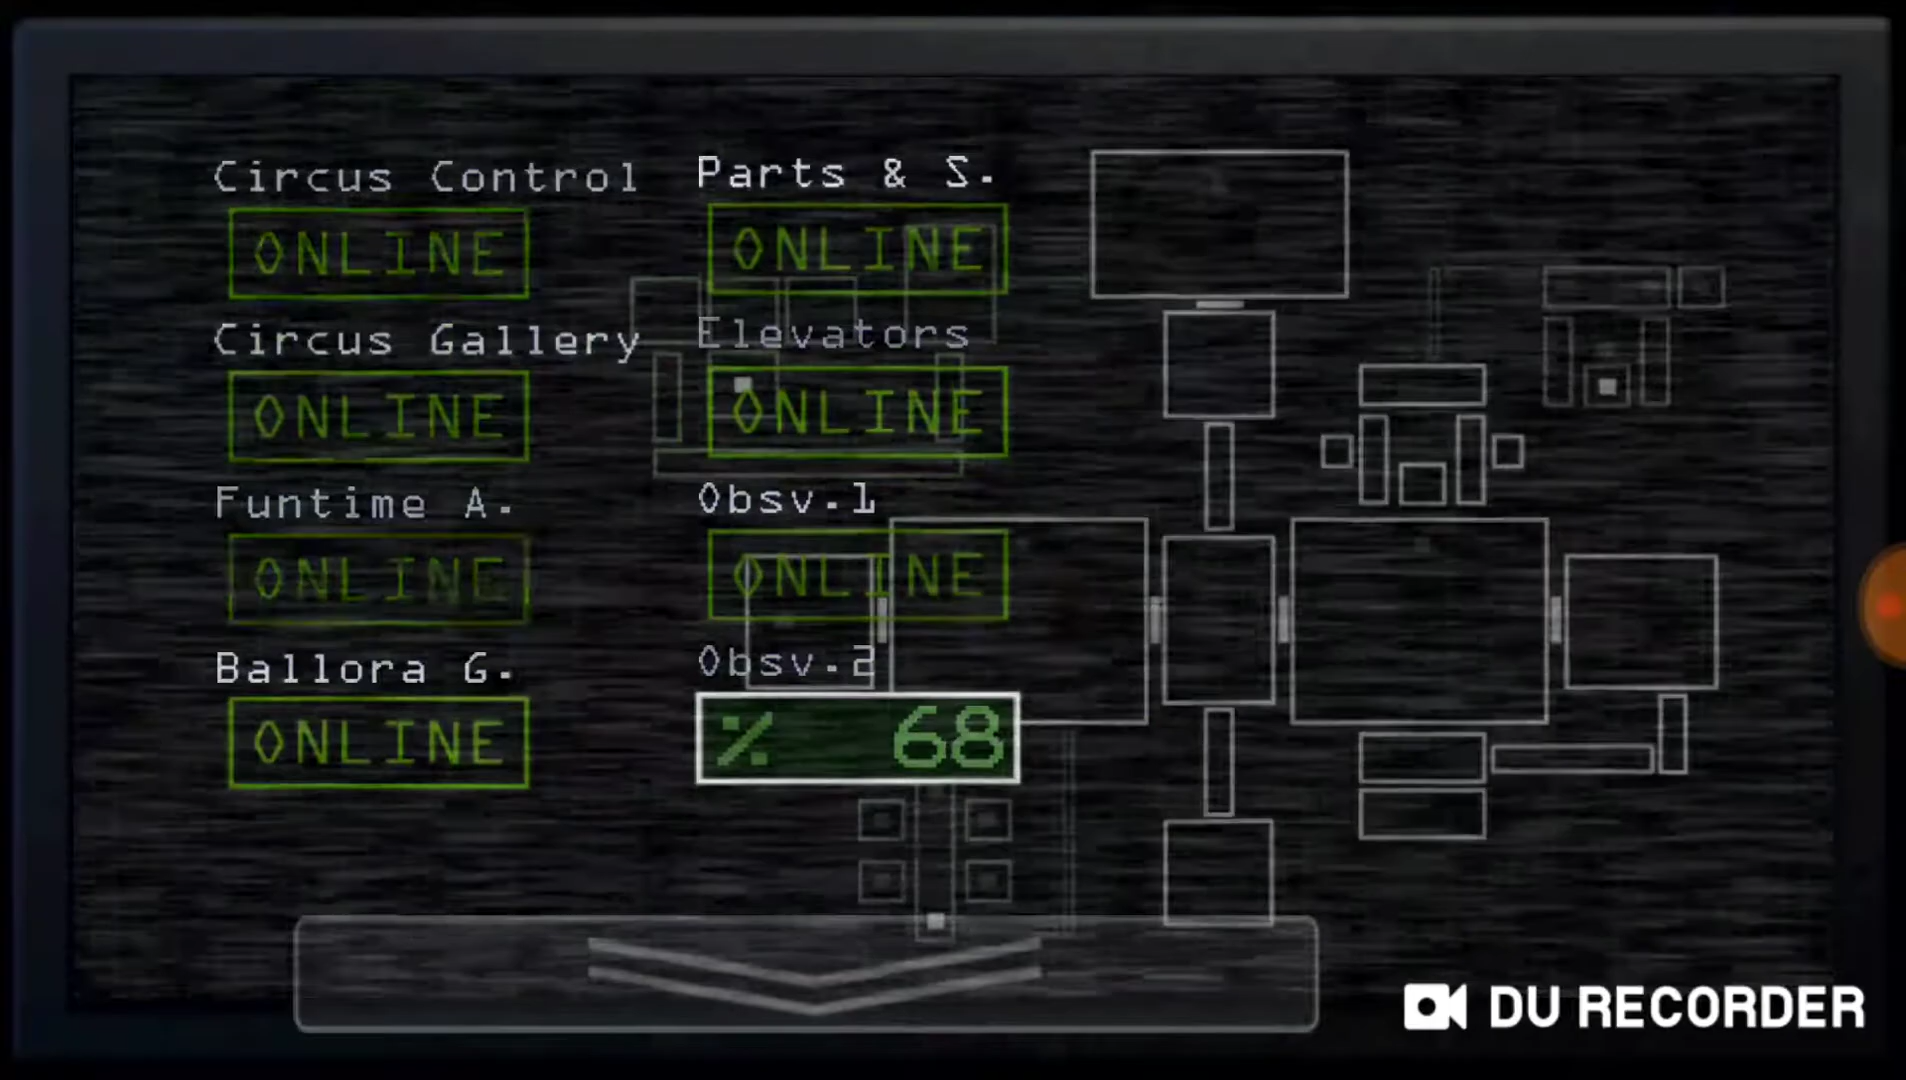 Circus Control
ONLINE
Circus Gallery
ONLINE
Funtime A.
ONLINE
Ballora G.
ONLINE
Parts & S.
ONLINE
Elevators
ONLINE
Obsv.1
ONLINE
Obsv.2
% 68
DU RECORDER